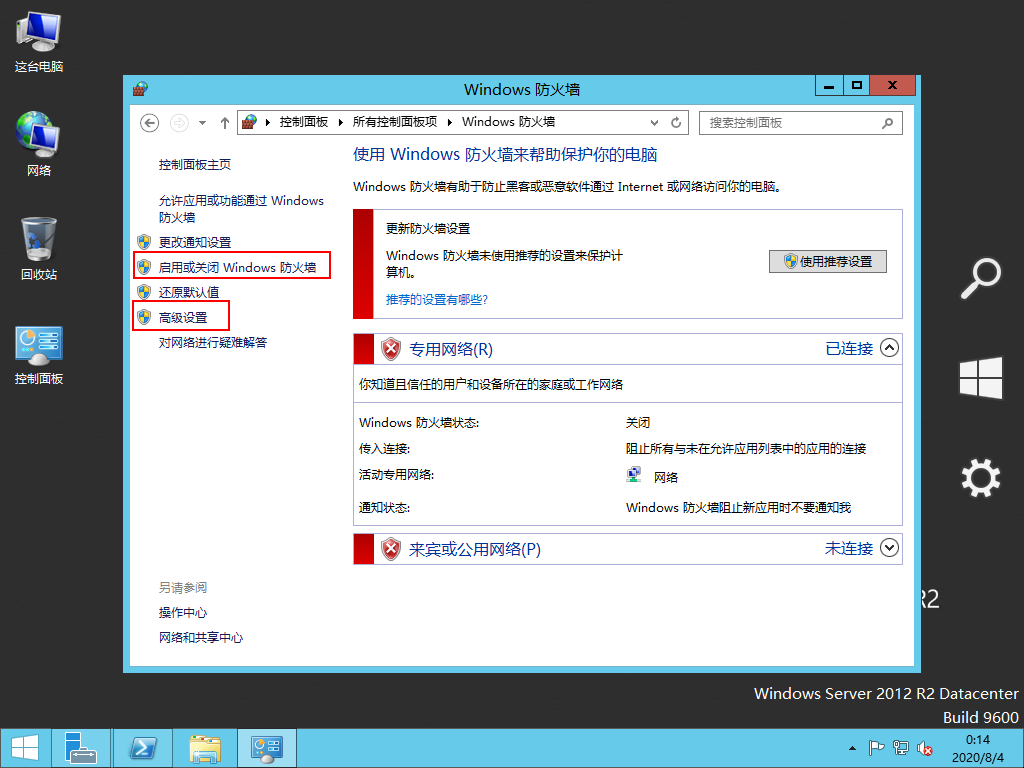 这台电脑
网络
回收站
控制面板
Windows 防火墙
控制面板 所有控制面板项 Windows 防火墙
搜索控制面板
控制面板主页
允许应用或功能通过 Windows
防火墙
更改通知设置
启用或关闭 Windows 防火墙
还原默认值
高级设置
对网络进行疑难解答
另请参阅
操作中心
网络和共享中心
使用 Windows 防火墙来帮助保护你的电脑
Windows 防火墙有助于防止黑客或恶意软件通过 Internet 或网络访问你的电脑。
更新防火墙设置
Windows 防火墙未使用推荐的设置来保护计
算机。
使用推荐设置
推荐的设置有哪些?
专用网络(R) 已连接
你知道且信任的用户和设备所在的家庭或工作网络
Windows 防火墙状态: 关闭
传入连接: 阻止所有与未在允许应用列表中的应用的连接
活动专用网络: 网络
通知状态: Windows 防火墙阻止新应用时不要通知我
来宾或公用网络(P) 未连接
R2
Windows Server 2012 R2 Datacenter
Build 9600
0:14
2020/8/4